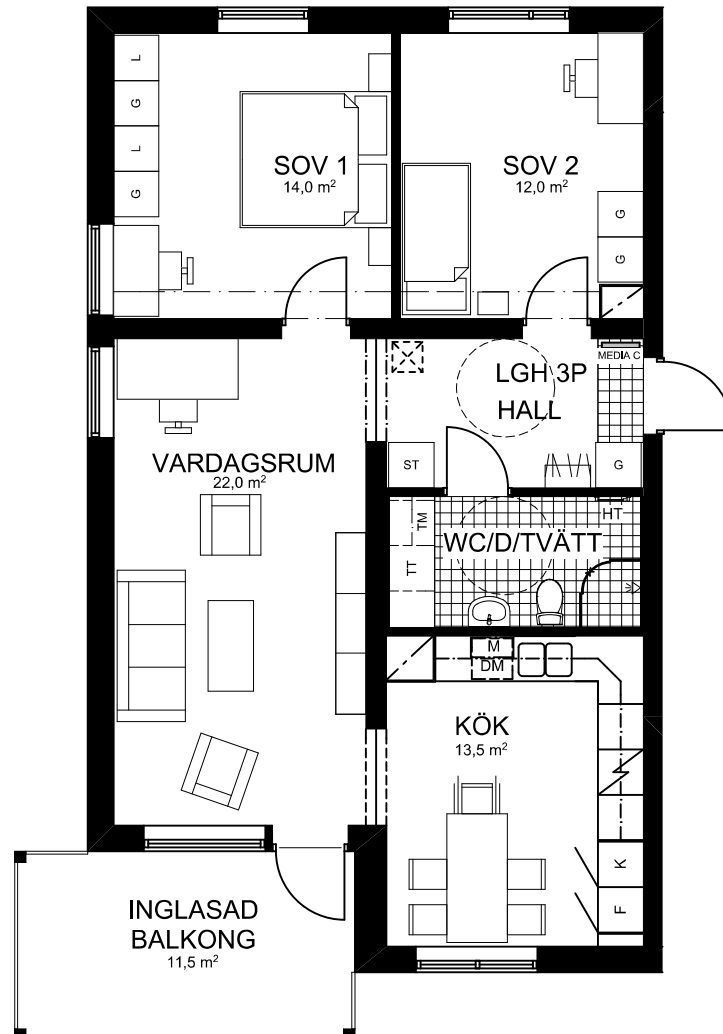 L
G
L
G
SOV 1
14,0 m²
SOV 2
12,0 m²
G
G
MEDIA C
LGH 3P
HALL
ST
G
VARDAGSRUM
22,0 m²
TM
TT
HT
WC/D/TVÄTT
M
DM
KÖK
13,5 m²
K
F
INGLASAD
BALKONG
11,5 m²